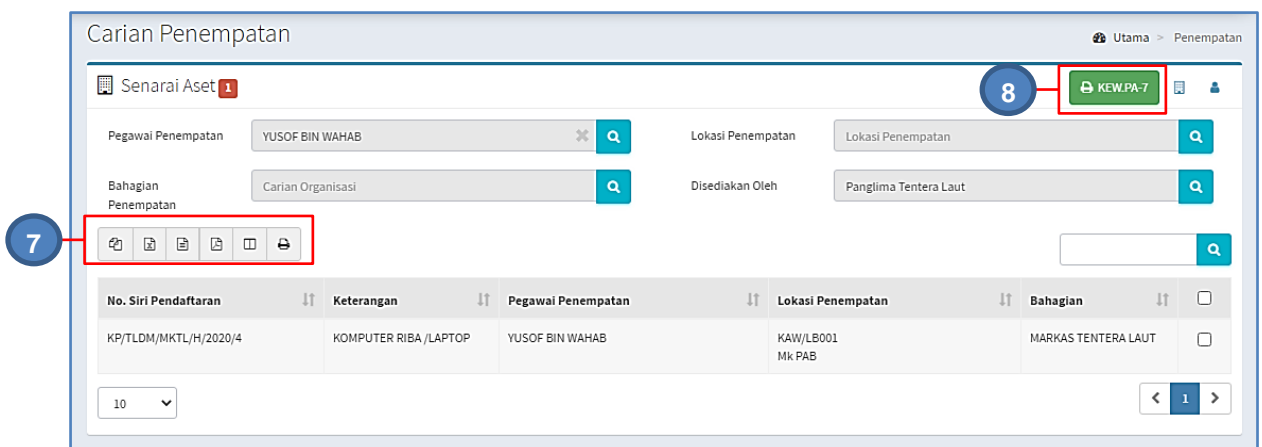 Carian Penempatan
Utama > Penempatan
Senarai Aset 1
8
KEW.PA-7
Pegawai Penempatan
YUSOF BIN WAHAB
Lokasi Penempatan
Lokasi Penempatan
Bahagian
Penempatan
Carian Organisasi
Disediakan Oleh
Panglima Tentera Laut
7
No. Siri Pendaftaran Keterangan Pegawai Penempatan Lokasi Penempatan Bahagian
KP/TLDM/MKTL/H/2020/4 KOMPUTER RIBA /LAPTOP YUSOF BIN WAHAB KAW/LB001 MARKAS TENTERA LAUT
Mk PAB
10
< 1 >